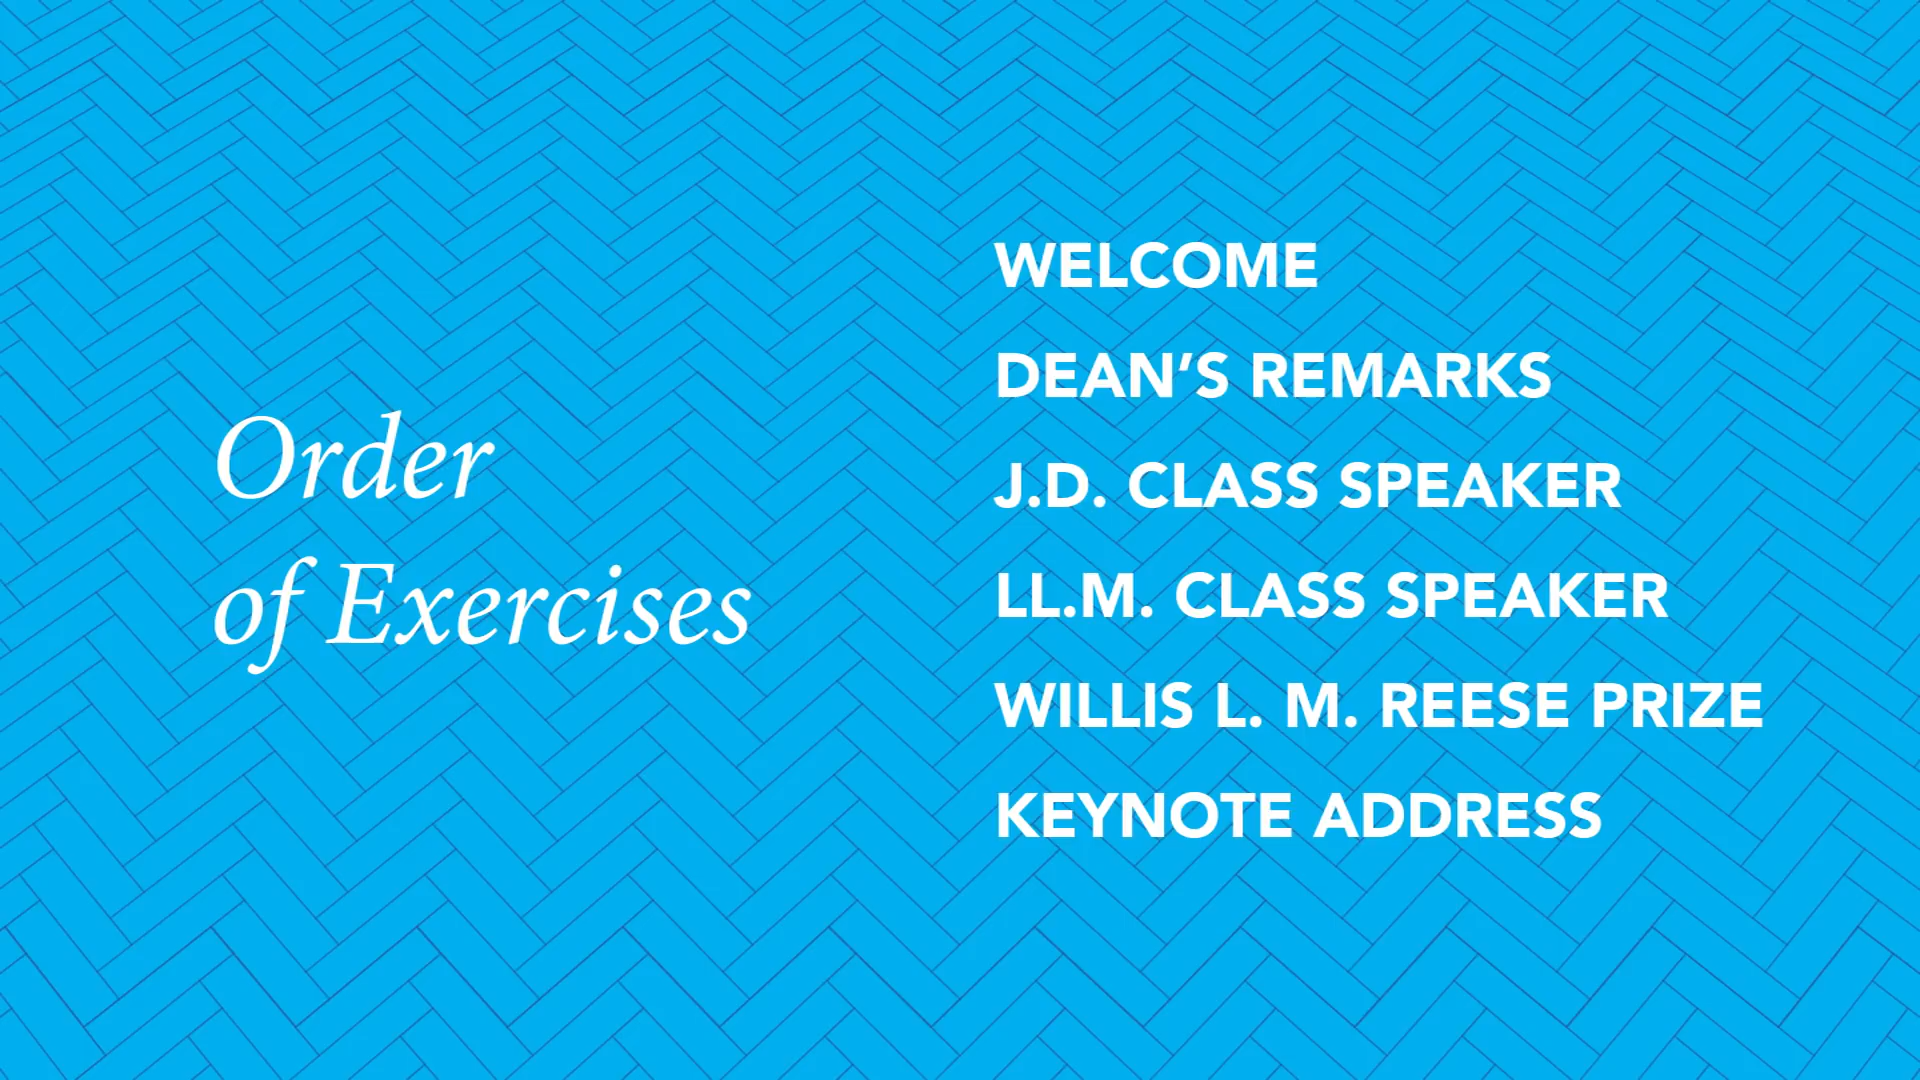 Order
of Exercises
WELCOME
DEAN’S REMARKS
J.D. CLASS SPEAKER
LL.M. CLASS SPEAKER
WILLIS L. M. REESE PRIZE
KEYNOTE ADDRESS